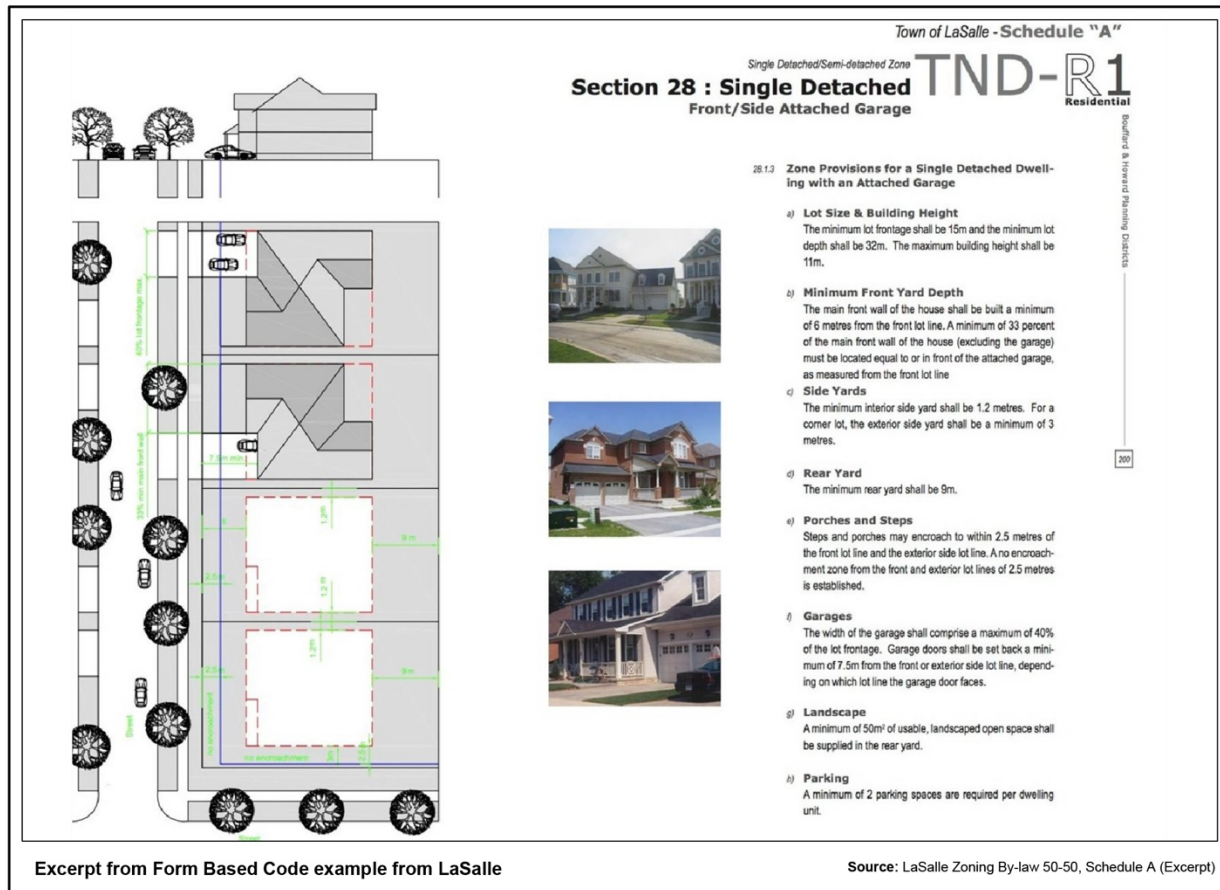 Town of LaSalle - Schedule "A"
Single Detached/Semi-detached Zone
TND-R1
Section 28 : Single Detached
Residential
Front/Side Attached Garage
Bouffard & Howard Planning Districts
200
28.1.3 Zone Provisions for a Single Detached Dwell-
ing with an Attached Garage
a) Lot Size & Building Height
The minimum lot frontage shall be 15m and the minimum lot
depth shall be 32m. The maximum building height shall be
11m.
b) Minimum Front Yard Depth
The main front wall of the house shall be built a minimum
of 6 metres from the front lot line. A minimum of 33 percent
of the main front wall of the house (excluding the garage)
must be located equal to or in front of the attached garage,
as measured from the front lot line
c) Side Yards
The minimum interior side yard shall be 1.2 metres. For a
corner lot, the exterior side yard shall be a minimum of 3
metres.
d) Rear Yard
The minimum rear yard shall be 9m.
e) Porches and Steps
Steps and porches may encroach to within 2.5 metres of
the front lot line and the exterior side lot line. A no encroach-
ment zone from the front and exterior lot lines of 2.5 metres
is established.
f) Garages
The width of the garage shall comprise a maximum of 40%
of the lot frontage. Garage doors shall be set back a mini-
mum of 7.5m from the front or exterior side lot line, depend-
ing on which lot line the garage door faces.
g) Landscape
A minimum of 50m² of usable, landscaped open space shall
be supplied in the rear yard.
h) Parking
A minimum of 2 parking spaces are required per dwelling
unit.
40% lot frontage max
33% min main front wall
7.5m min
1.2m
9 m
2.5m
1.2 m
1.2m
2.5m
9m
no encroachment
no encroachment
3m
2.5m
Street
Street
Excerpt from Form Based Code example from LaSalle
Source: LaSalle Zoning By-law 50-50, Schedule A (Excerpt)